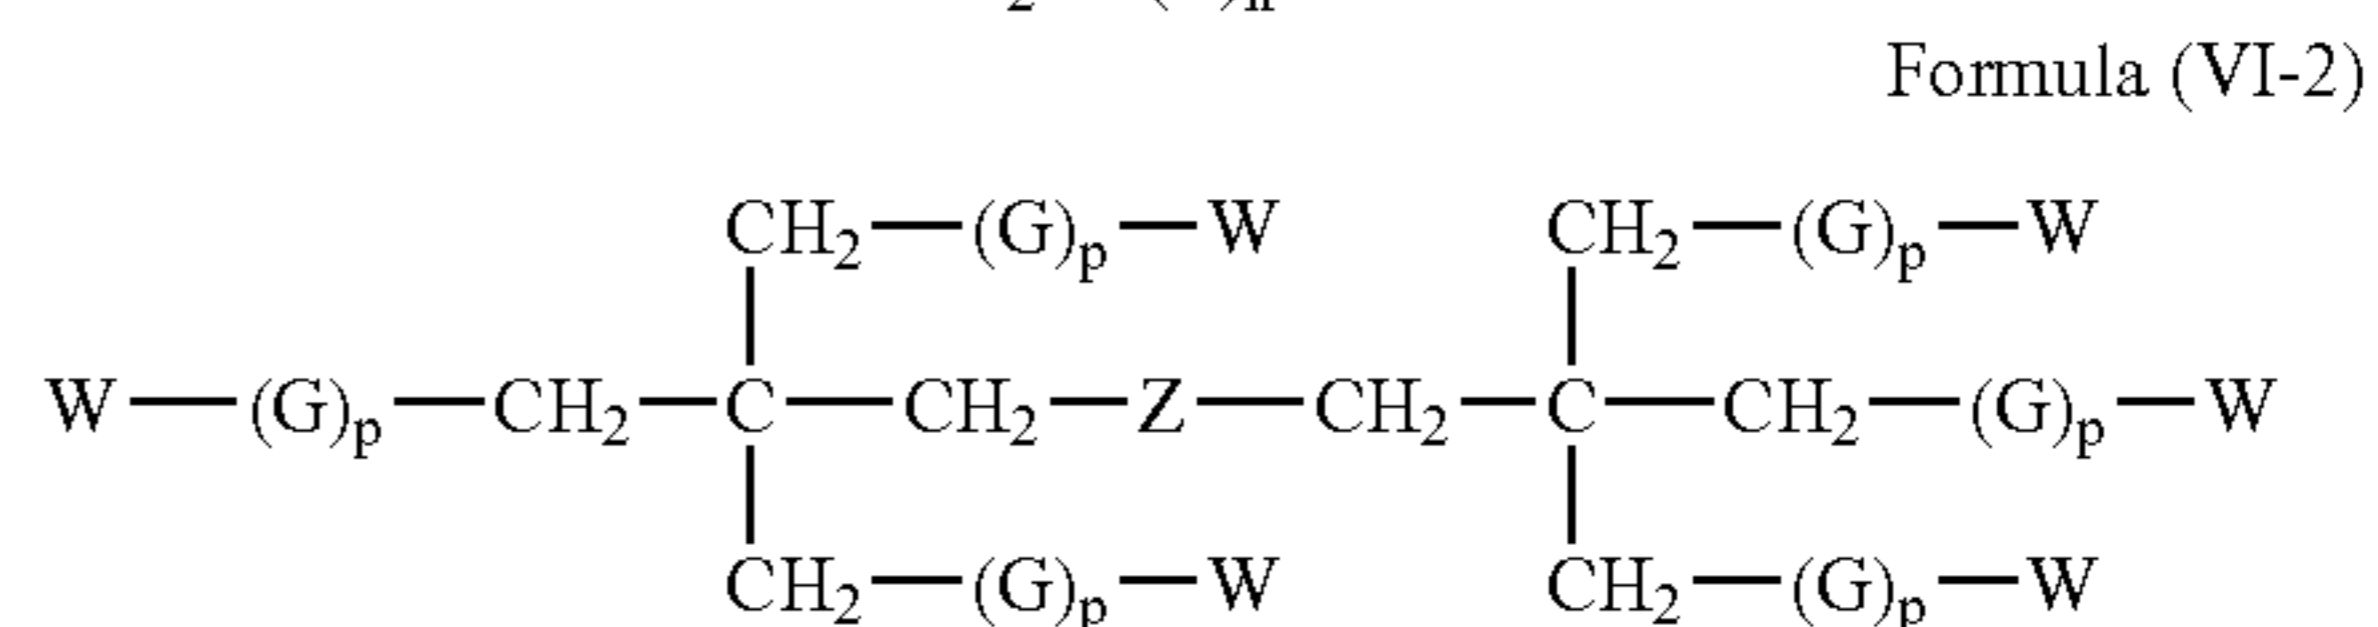 Formula (VI-2)
CH2—(G)p—W CH2—(G)p—W
W—(G)p—CH2—C—CH2—Z—CH2—C—CH2—(G)p—W
CH2—(G)p—W CH2—(G)p—W